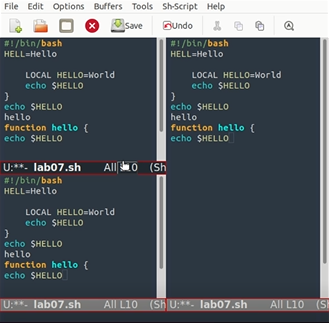 File Edit Options Buffers Tools Sh-Script Help
Save Undo
#!/bin/bash
HELL=Hello
LOCAL HELLO=World
echo $HELLO
}
echo $HELLO
hello
function hello {
echo $HELLO
U:**- lab07.sh All L10 (Sh
#!/bin/bash
HELL=Hello
LOCAL HELLO=World
echo $HELLO
}
echo $HELLO
hello
function hello {
echo $HELLO
U:**- lab07.sh All L10 (Sh
#!/bin/bash
HELL=Hello
LOCAL HELLO=World
echo $HELLO
}
echo $HELLO
hello
function hello {
echo $HELLO
U:**- lab07.sh All L10 (Sh